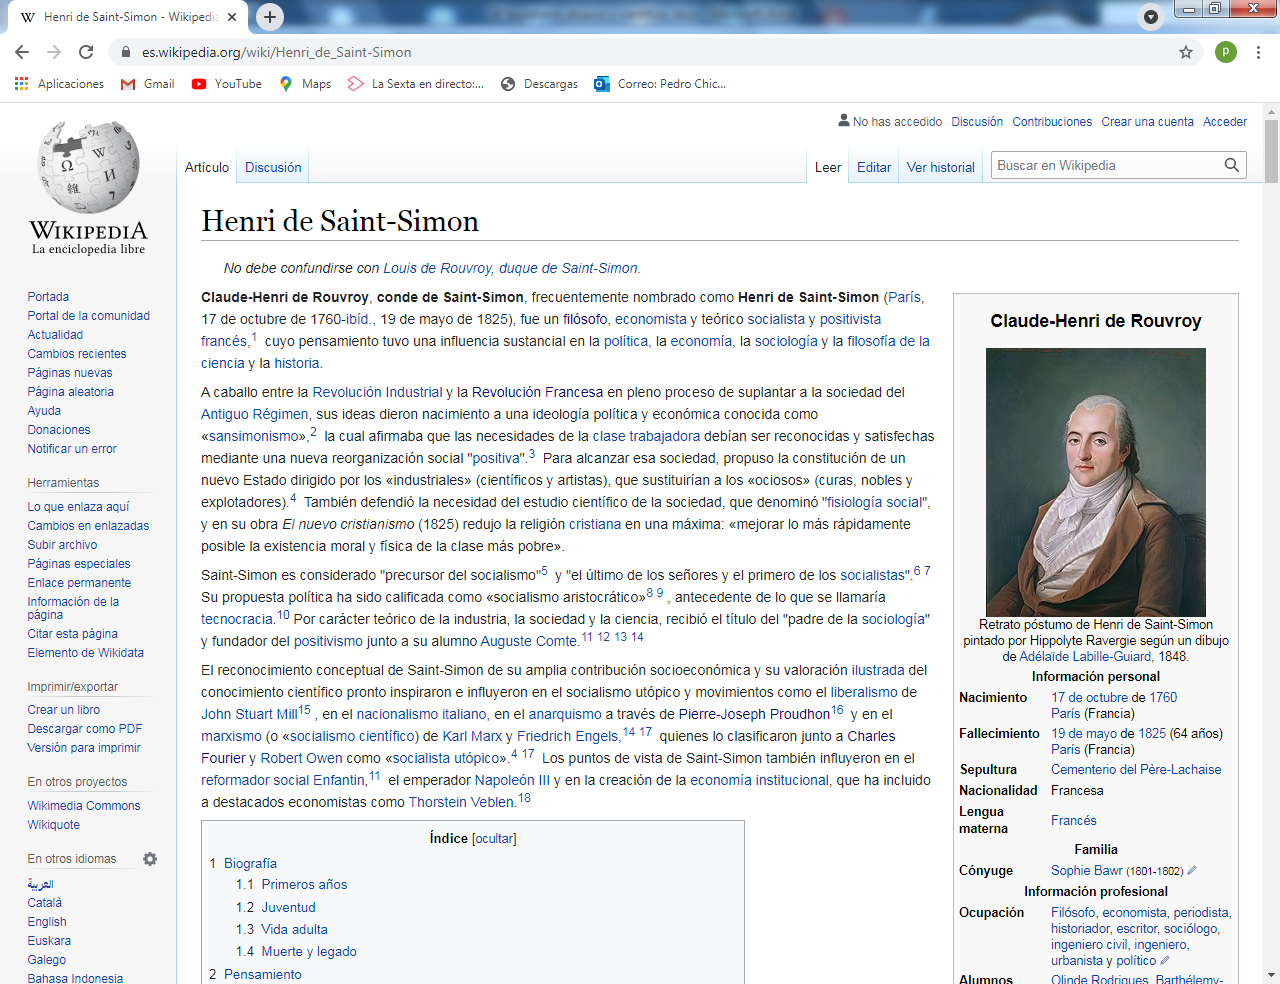 Henri de Saint-Simon - Wikipedia
es.wikipedia.org/wiki/Henri_de_Saint-Simon
P
Aplicaciones
Gmail
YouTube
Maps
La Sexta en directo:...
Descargas
Correo: Pedro Chic...
No has accedido Discusión Contribuciones Crear una cuenta Acceder
Artículo Discusión
Leer Editar Ver historial
Buscar en Wikipedia
WIKIPEDIA
La enciclopedia libre
Portada
Portal de la comunidad
Actualidad
Cambios recientes
Páginas nuevas
Página aleatoria
Ayuda
Donaciones
Notificar un error
Herramientas
Lo que enlaza aquí
Cambios en enlazadas
Subir archivo
Páginas especiales
Enlace permanente
Información de la
página
Citar esta página
Elemento de Wikidata
Imprimir/exportar
Crear un libro
Descargar como PDF
Versión para imprimir
En otros proyectos
Wikimedia Commons
Wikiquote
En otros idiomas
العربية
Català
English
Euskara
Galego
Bahasa Indonesia
Henri de Saint-Simon
No debe confundirse con Louis de Rouvroy, duque de Saint-Simon.
Claude-Henri de Rouvroy, conde de Saint-Simon, frecuentemente nombrado como Henri de Saint-Simon (París,
17 de octubre de 1760-ibíd., 19 de mayo de 1825), fue un filósofo, economista y teórico socialista y positivista
francés,1 cuyo pensamiento tuvo una influencia sustancial en la política, la economía, la sociología y la filosofía de la
ciencia y la historia.
A caballo entre la Revolución Industrial y la Revolución Francesa en pleno proceso de suplantar a la sociedad del
Antiguo Régimen, sus ideas dieron nacimiento a una ideología política y económica conocida como
«sansimonismo»,2 la cual afirmaba que las necesidades de la clase trabajadora debían ser reconocidas y satisfechas
mediante una nueva reorganización social "positiva".3 Para alcanzar esa sociedad, propuso la constitución de un
nuevo Estado dirigido por los «industriales» (científicos y artistas), que sustituirían a los «ociosos» (curas, nobles y
explotadores).4 También defendió la necesidad del estudio científico de la sociedad, que denominó "fisiología social",
y en su obra El nuevo cristianismo (1825) redujo la religión cristiana en una máxima: «mejorar lo más rápidamente
posible la existencia moral y física de la clase más pobre».
Saint-Simon es considerado "precursor del socialismo"5 y "el último de los señores y el primero de los socialistas".6 7
Su propuesta política ha sido calificada como «socialismo aristocrático»8 9 , antecedente de lo que se llamaría
tecnocracia.10 Por carácter teórico de la industria, la sociedad y la ciencia, recibió el título del "padre de la sociología"
y fundador del positivismo junto a su alumno Auguste Comte.11 12 13 14
El reconocimiento conceptual de Saint-Simon de su amplia contribución socioeconómica y su valoración ilustrada del
conocimiento científico pronto inspiraron e influyeron en el socialismo utópico y movimientos como el liberalismo de
John Stuart Mill15 , en el nacionalismo italiano, en el anarquismo a través de Pierre-Joseph Proudhon16 y en el
marxismo (o «socialismo científico) de Karl Marx y Friedrich Engels,14 17 quienes lo clasificaron junto a Charles
Fourier y Robert Owen como «socialista utópico».4 17 Los puntos de vista de Saint-Simon también influyeron en el
reformador social Enfantin,11 el emperador Napoleón III y en la creación de la economía institucional, que ha incluido
a destacados economistas como Thorstein Veblen.18
Índice [ocultar]
1 Biografía
1.1 Primeros años
1.2 Juventud
1.3 Vida adulta
1.4 Muerte y legado
2 Pensamiento
Claude-Henri de Rouvroy
Retrato póstumo de Henri de Saint-Simon
pintado por Hippolyte Ravergie según un dibujo
de Adélaïde Labille-Guiard, 1848.
Información personal
Nacimiento 17 de octubre de 1760
París (Francia)
Fallecimiento 19 de mayo de 1825 (64 años)
París (Francia)
Sepultura Cementerio del Père-Lachaise
Nacionalidad Francesa
Lengua
materna Francés
Familia
Cónyuge Sophie Bawr (1801-1802)
Información profesional
Ocupación Filósofo, economista, periodista,
historiador, escritor, sociólogo,
ingeniero civil, ingeniero,
urbanista y político
Alumnos Olinde Rodrigues, Barthélemy-